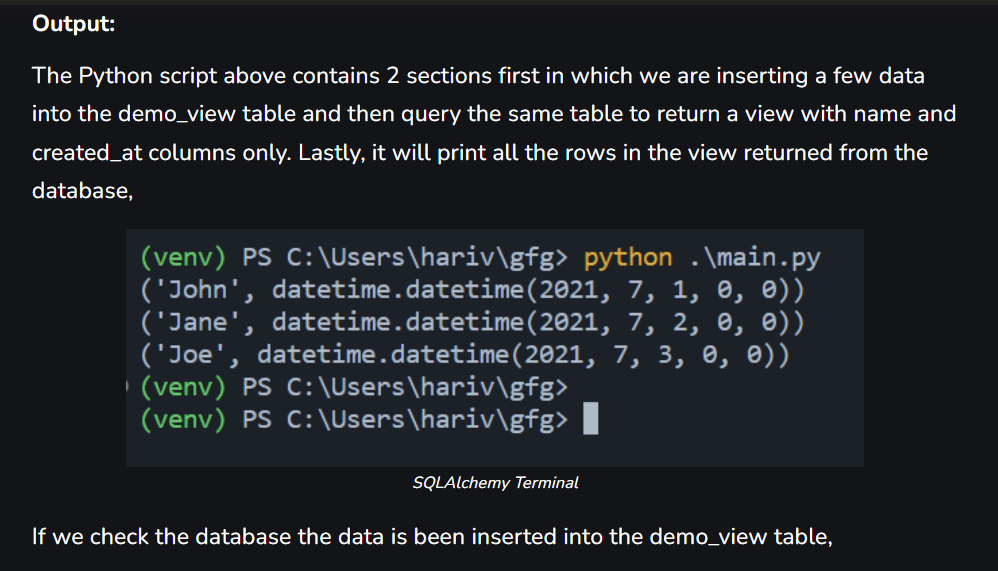 Output:
The Python script above contains 2 sections first in which we are inserting a few data
into the demo_view table and then query the same table to return a view with name and
created_at columns only. Lastly, it will print all the rows in the view returned from the
database,
(venv) PS C:\Users\hariv\gfg> python .\main.py
('John', datetime.datetime(2021, 7, 1, 0, 0))
('Jane', datetime.datetime(2021, 7, 2, 0, 0))
('Joe', datetime.datetime(2021, 7, 3, 0, 0))
(venv) PS C:\Users\hariv\gfg>
(venv) PS C:\Users\hariv\gfg>
SQLAlchemy Terminal
If we check the database the data is been inserted into the demo_view table,